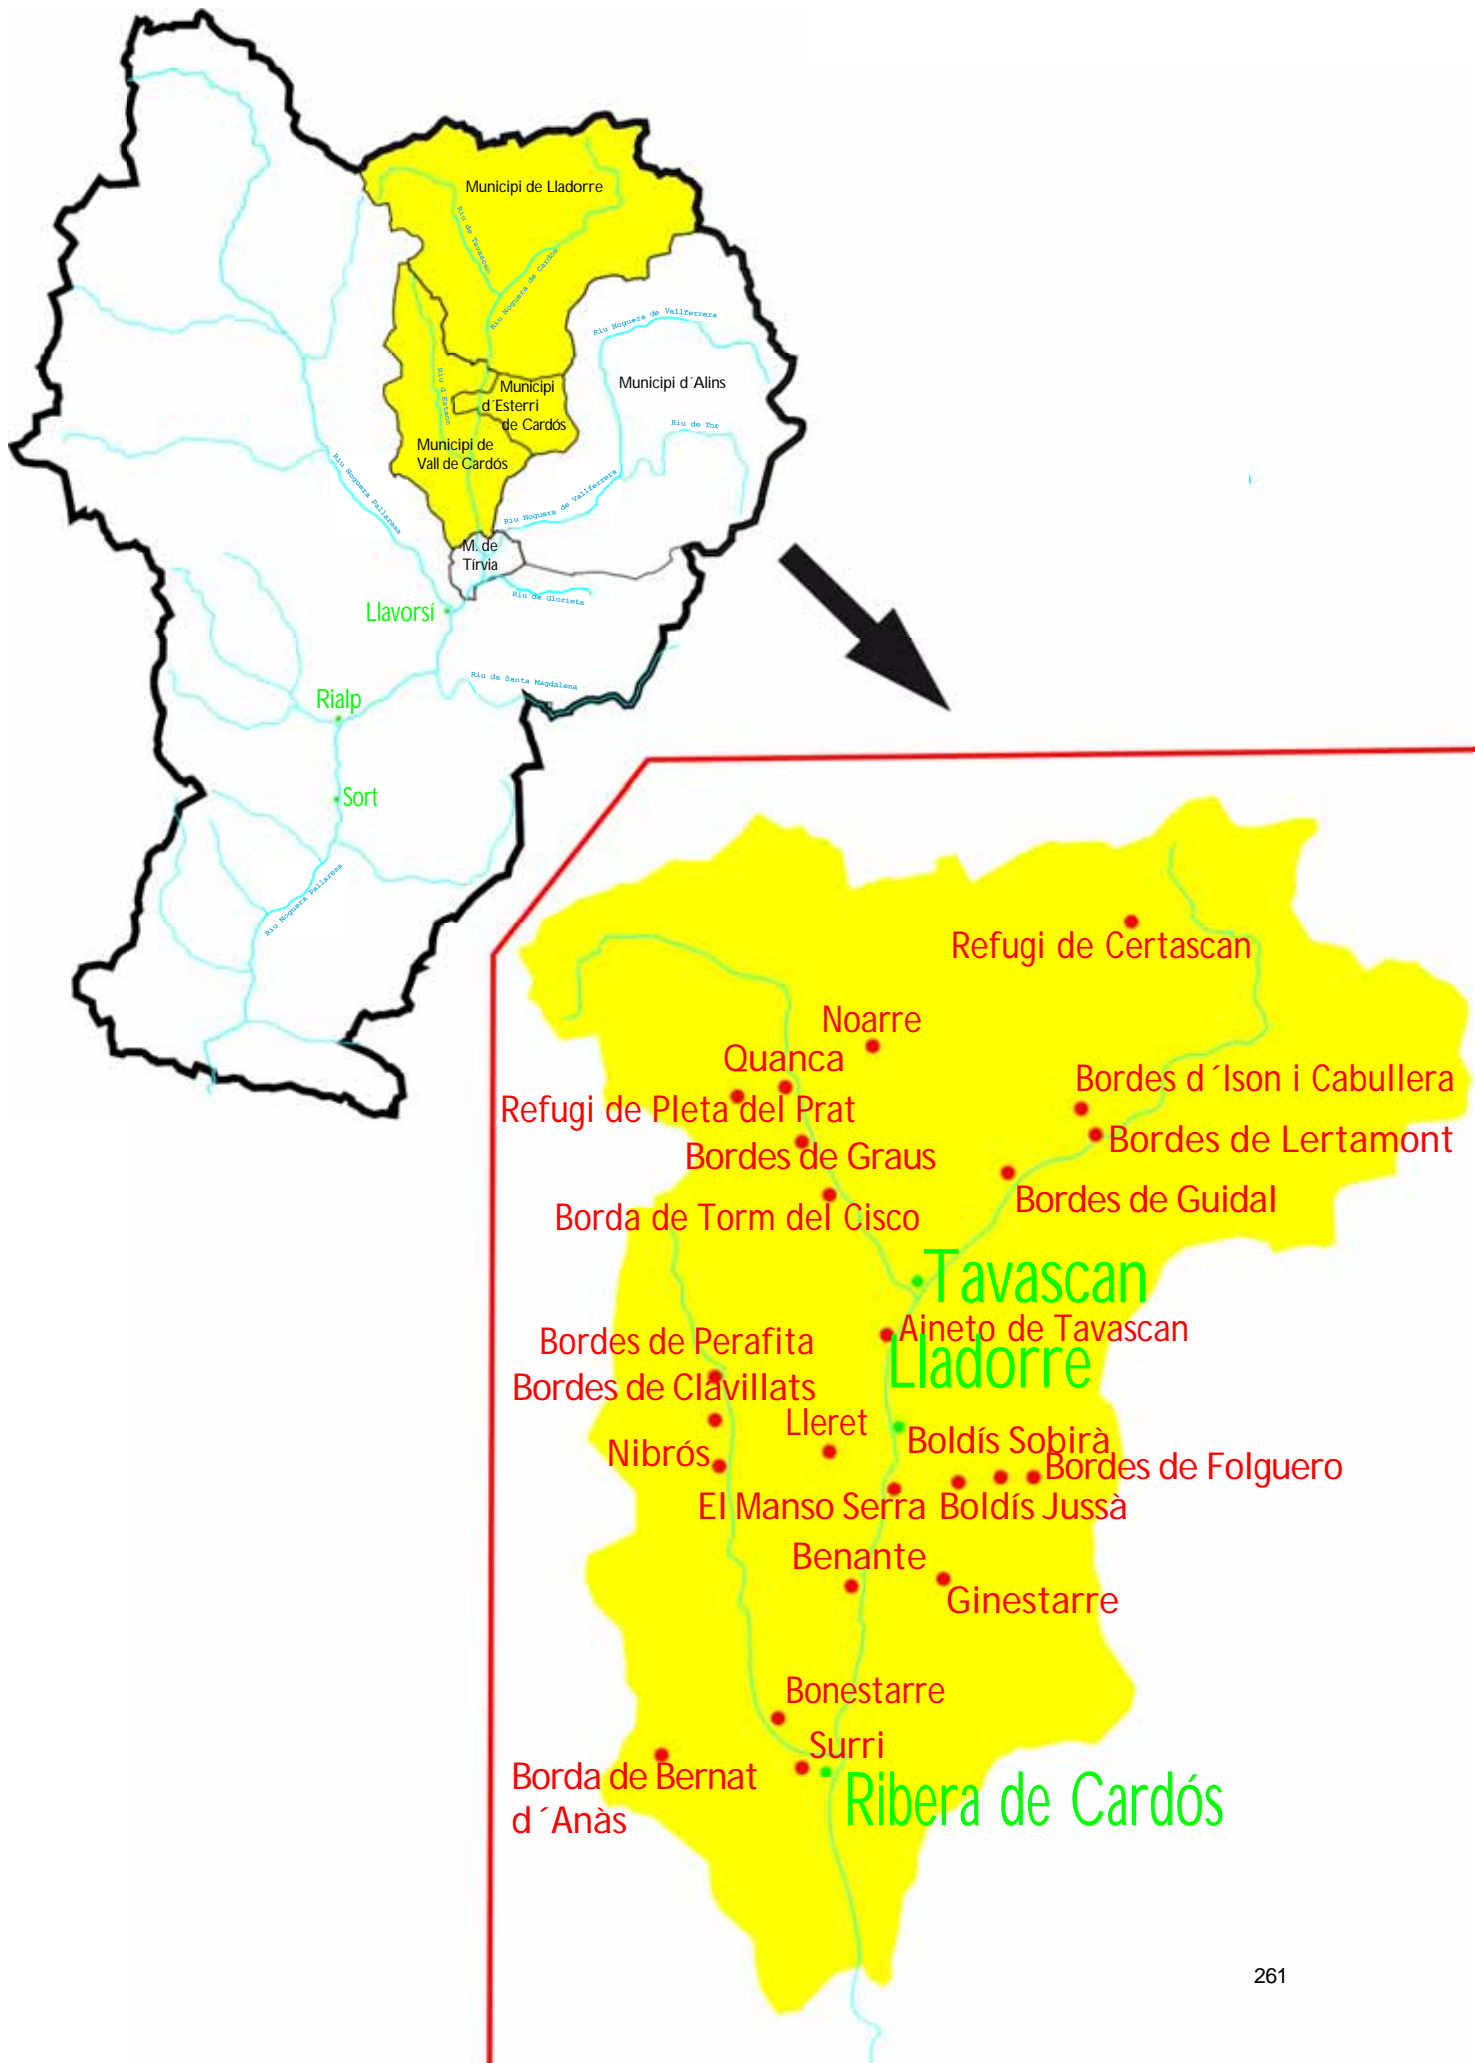 Municipi de Lladorre
Riu de Tavascan
Riu Noguera de Cardós
Riu Noguera de Vallferrera
Riu d´Estaon
Municipi
d´Esterri
de Cardós
Municipi d´Alins
Riu de Tor
Municipi de
Vall de Cardós
Riu Noguera Pallaresa
Riu Noguera de Vallferrera
M. de
Tírvia
Riu de Glorieta
Llavorsí
Riu de Santa Magdalena
Rialp
Sort
Riu Noguera Pallaresa
Refugi de Certascan
Noarre
Quanca
Bordes d´Ison i Cabullera
Refugi de Pleta del Prat
Bordes de Lertamont
Bordes de Graus
Bordes de Guidal
Borda de Torm del Cisco
Tavascan
Aineto de Tavascan
Bordes de Perafita
Lladorre
Bordes de Clavillats
Lleret
Boldís Sobirà
Nibrós
Bordes de Folguero
El Manso Serra
Boldís Jussà
Benante
Ginestarre
Bonestarre
Surri
Borda de Bernat
d´Anàs
Ribera de Cardós
261